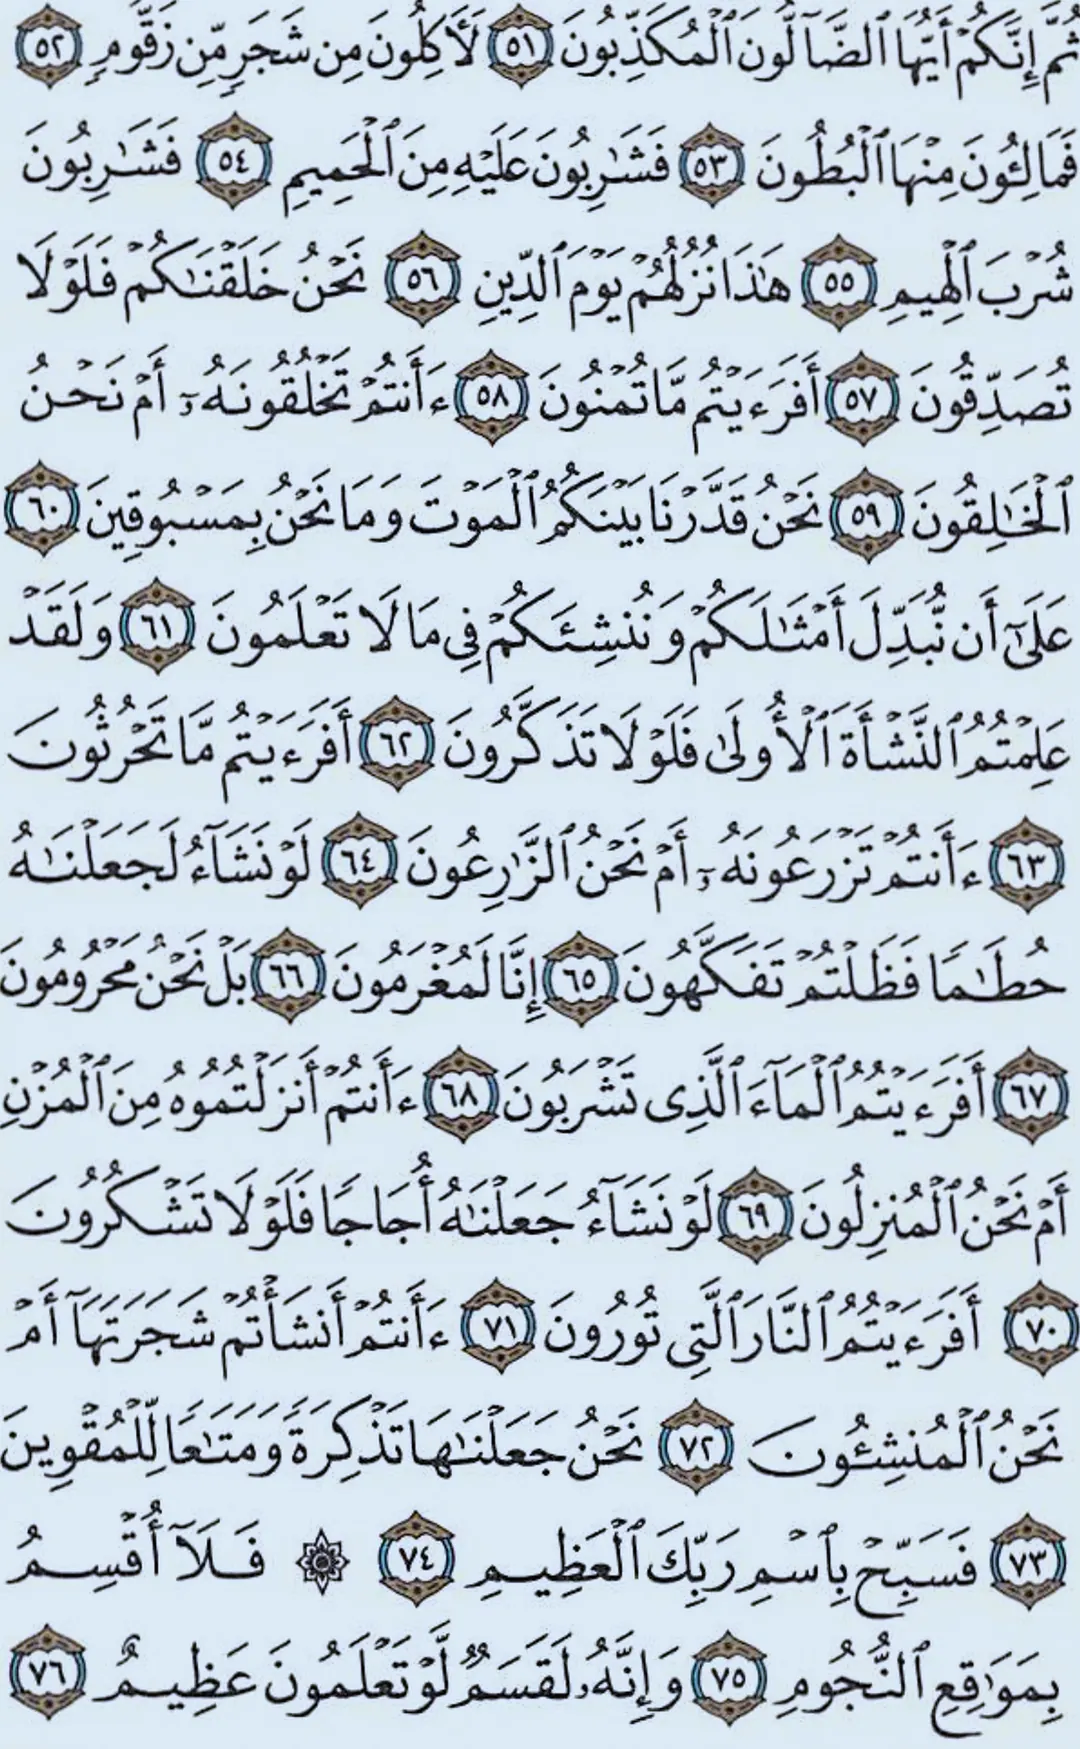 ثُمَّ إِنَّكُمْ أَيُّهَا ٱلضَّآلُّونَ ٱلْمُكَذِّبُونَ ٥١ لَأَكِلُونَ مِن شَجَرٍ مِّن زَقُّومٍ ٥٢
فَمَالِـُٔونَ مِنْهَا ٱلْبُطُونَ ٥٣ فَشَٰرِبُونَ عَلَيْهِ مِنَ ٱلْحَمِيمِ ٥٤ فَشَٰرِبُونَ
شُرْبَ ٱلْهِيمِ ٥٥ هَٰذَا نُزُلُهُمْ يَوْمَ ٱلدِّينِ ٥٦ نَحْنُ خَلَقْنَٰكُمْ فَلَوْلَا
تُصَدِّقُونَ ٥٧ أَفَرَءَيْتُم مَّا تُمْنُونَ ٥٨ ءَأَنتُمْ تَخْلُقُونَهُۥٓ أَمْ نَحْنُ
ٱلْخَٰلِقُونَ ٥٩ نَحْنُ قَدَّرْنَا بَيْنَكُمُ ٱلْمَوْتَ وَمَا نَحْنُ بِمَسْبُوقِينَ ٦٠
عَلَىٰٓ أَن نُّبَدِّلَ أَمْثَٰلَكُمْ وَنُنشِئَكُمْ فِى مَا لَا تَعْلَمُونَ ٦١ وَلَقَدْ
عَلِمْتُمُ ٱلنَّشْأَةَ ٱلْأُولَىٰ فَلَوْلَا تَذَكَّرُونَ ٦٢ أَفَرَءَيْتُم مَّا تَحْرُثُونَ
٦٣ ءَأَنتُمْ تَزْرَعُونَهُۥٓ أَمْ نَحْنُ ٱلزَّٰرِعُونَ ٦٤ لَوْ نَشَآءُ لَجَعَلْنَٰهُ
حُطَٰمًا فَظَلْتُمْ تَفَكَّهُونَ ٦٥ إِنَّا لَمُغْرَمُونَ ٦٦ بَلْ نَحْنُ مَحْرُومُونَ
٦٧ أَفَرَءَيْتُمُ ٱلْمَآءَ ٱلَّذِى تَشْرَبُونَ ٦٨ ءَأَنتُمْ أَنزَلْتُمُوهُ مِنَ ٱلْمُزْنِ
أَمْ نَحْنُ ٱلْمُنزِلُونَ ٦٩ لَوْ نَشَآءُ جَعَلْنَٰهُ أُجَاجًا فَلَوْلَا تَشْكُرُونَ
٧٠ أَفَرَءَيْتُمُ ٱلنَّارَ ٱلَّتِى تُورُونَ ٧١ ءَأَنتُمْ أَنشَأْتُمْ شَجَرَتَهَآ أَمْ
نَحْنُ ٱلْمُنشِـُٔونَ ٧٢ نَحْنُ جَعَلْنَٰهَا تَذْكِرَةً وَمَتَٰعًا لِّلْمُقْوِينَ
٧٣ فَسَبِّحْ بِٱسْمِ رَبِّكَ ٱلْعَظِيمِ ٧٤ ۞ فَلَآ أُقْسِمُ
بِمَوَٰقِعِ ٱلنُّجُومِ ٧٥ وَإِنَّهُۥ لَقَسَمٌ لَّوْ تَعْلَمُونَ عَظِيمٌ ٧٦